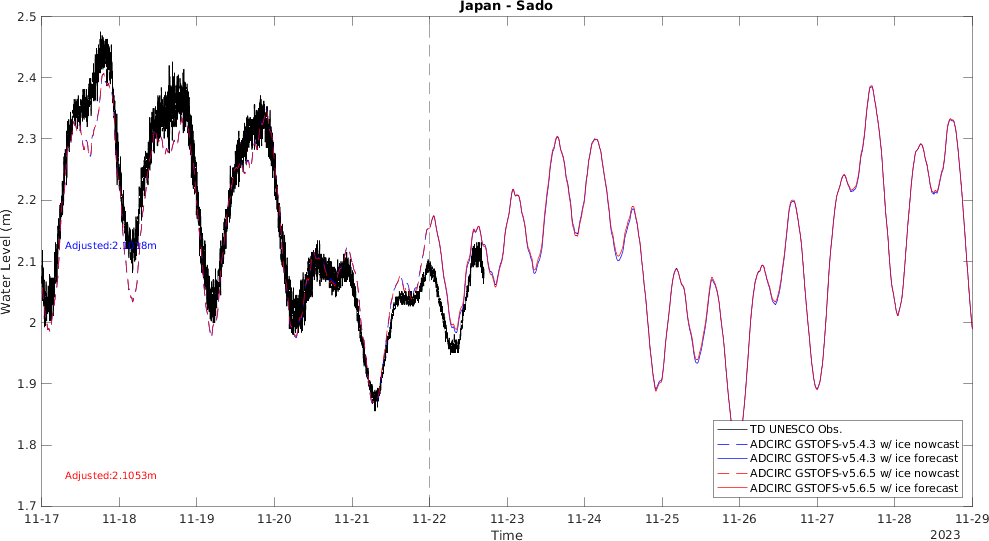 Japan - Sado
2.5
2.4
2.3
2.2
2.1
2
1.9
1.8
1.7
Water Level (m)
Adjusted:2.1053m
TD UNESCO Obs.
ADCIRC GSTOFS-v5.4.3 w/ ice nowcast
ADCIRC GSTOFS-v5.4.3 w/ ice forecast
ADCIRC GSTOFS-v5.6.5 w/ ice nowcast
ADCIRC GSTOFS-v5.6.5 w/ ice forecast
11-17 11-18 11-19 11-20 11-21 11-22 11-23 11-24 11-25 11-26 11-27 11-28 11-29
Time
2023